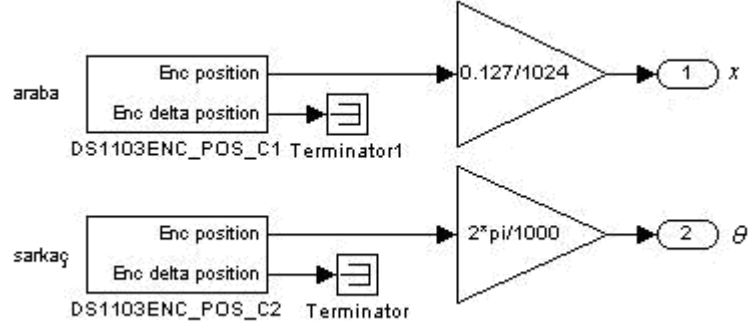 Enc position
0.127/1024
1
x
araba
Enc delta position
DS1103ENC_POS_C1
Terminator1
Enc position
2*pi/1000
2
θ
sarkaç
Enc delta position
DS1103ENC_POS_C2
Terminator